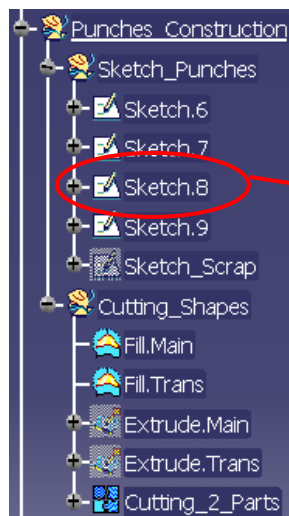 Punches_Construction
Sketch_Punches
Sketch.6
Sketch.7
Sketch.8
Sketch.9
Sketch_Scrap
Cutting_Shapes
Fill.Main
Fill.Trans
Extrude.Main
Extrude.Trans
Cutting_2_Parts